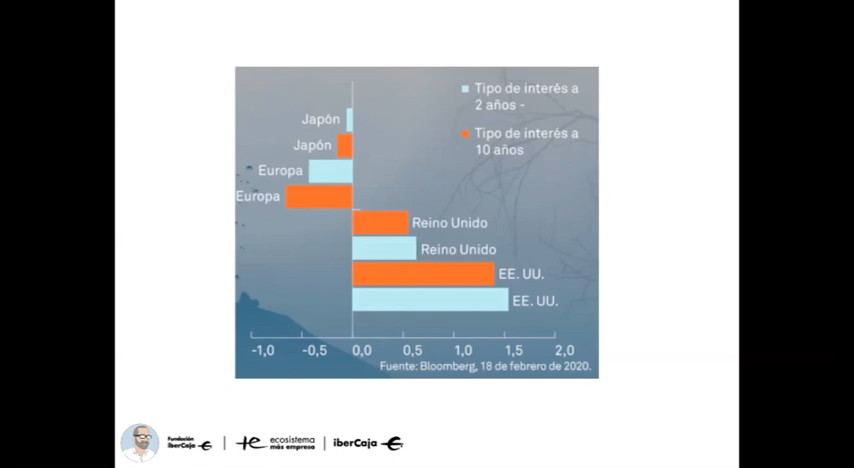 Tipo de interés a
2 años -
Tipo de interés a
10 años
Japón
Japón
Europa
Europa
Reino Unido
Reino Unido
EE. UU.
EE. UU.
-1,0 -0,5 0,0 0,5 1,0 1,5 2,0
Fuente: Bloomberg, 18 de febrero de 2020.
Fundación
iberCaja
+e ecosistema
más empresa
iberCaja